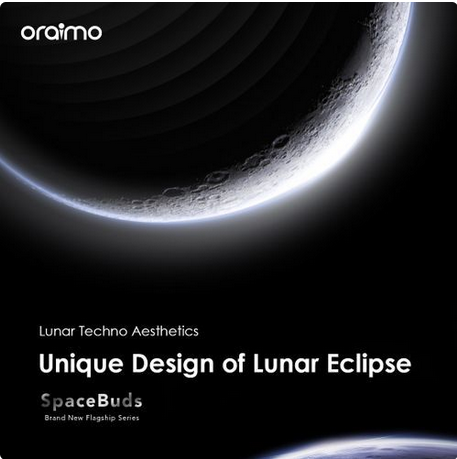 oraimo
Lunar Techno Aesthetics
Unique Design of Lunar Eclipse
SpaceBuds
Brand New Flagship Series